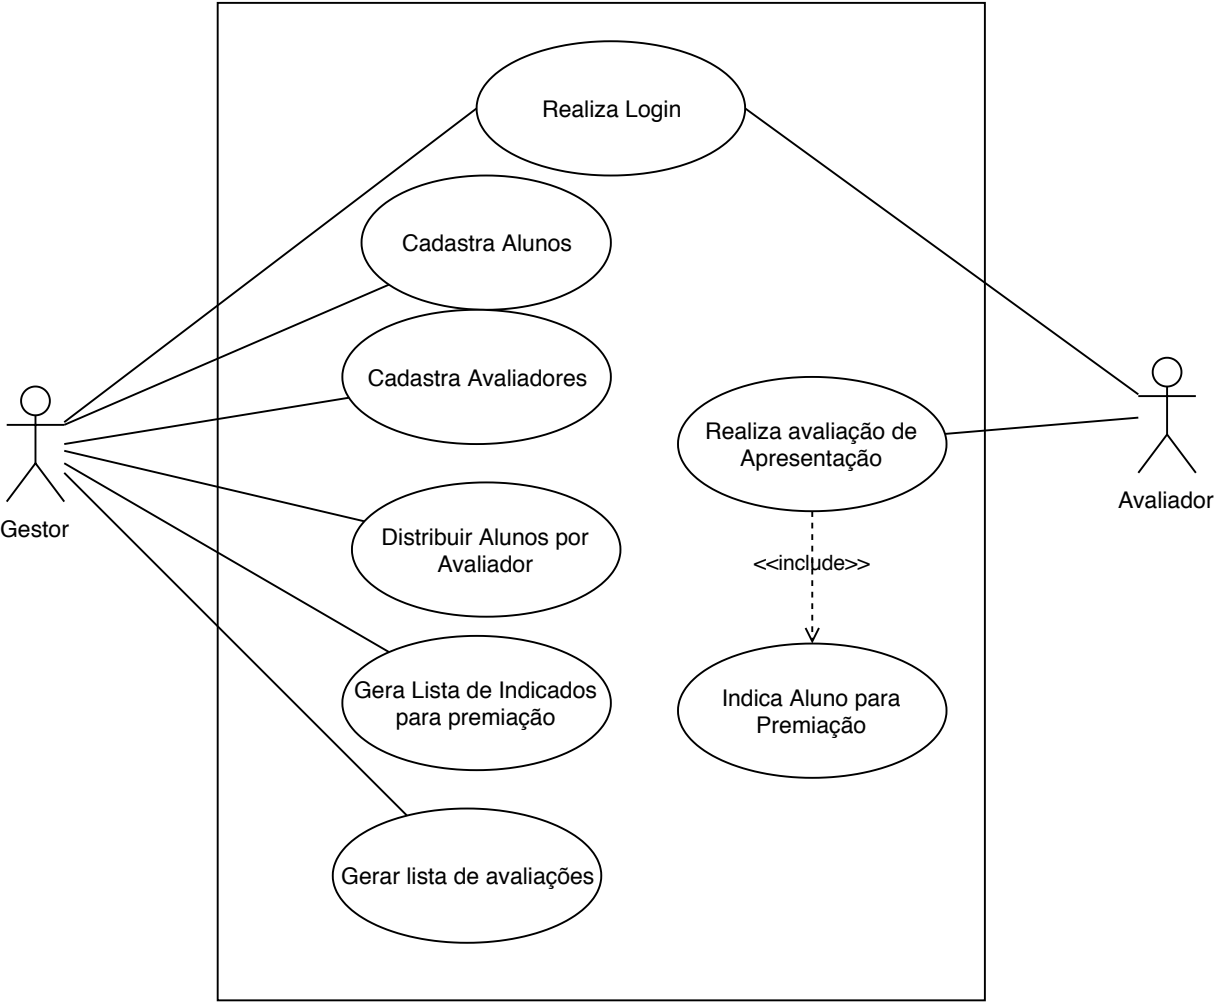 Realiza Login
Cadastra Alunos
Cadastra Avaliadores
Realiza avaliação de
Apresentação
Avaliador
Gestor
Distribuir Alunos por
Avaliador
<<include>>
Gera Lista de Indicados
para premiação
Indica Aluno para
Premiação
Gerar lista de avaliações